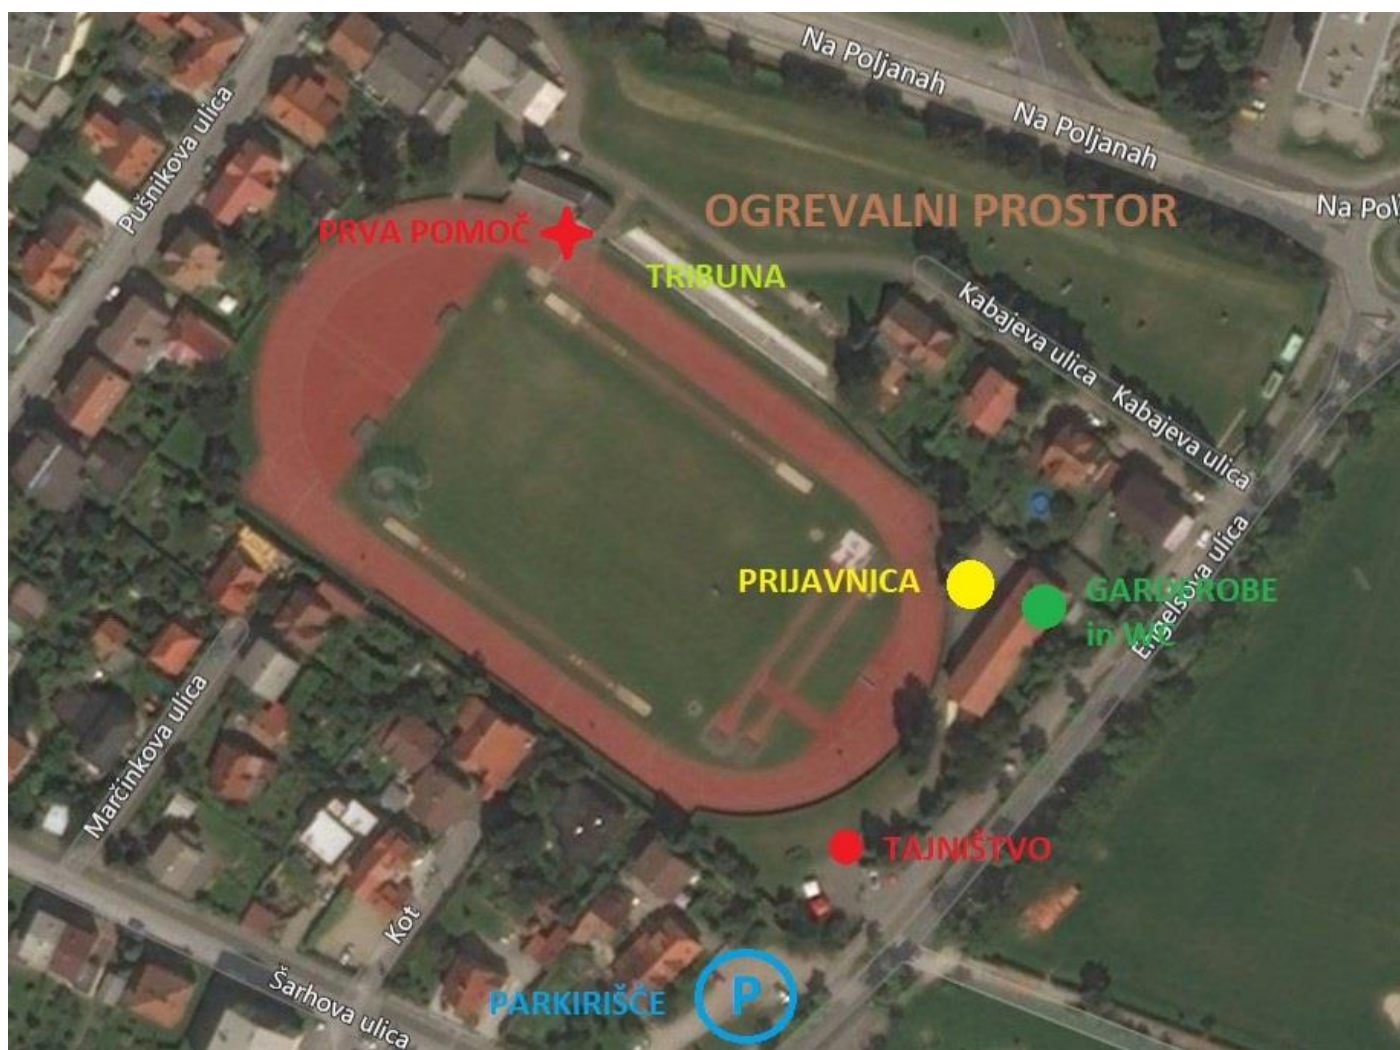 Na Poljanah
Na Poljanah
Na Pol
Pušnikova ulica
OGREVALNI PROSTOR
PRVA POMOČ
TRIBUNA
Kabajeva ulica
Kabajeva ulica
PRIJAVNICA
GARDEROBE
in WC
Engelsova ulica
Marčinkova ulica
TAJNIŠTVO
Kot
Šarhova ulica
PARKIRIŠČE
P